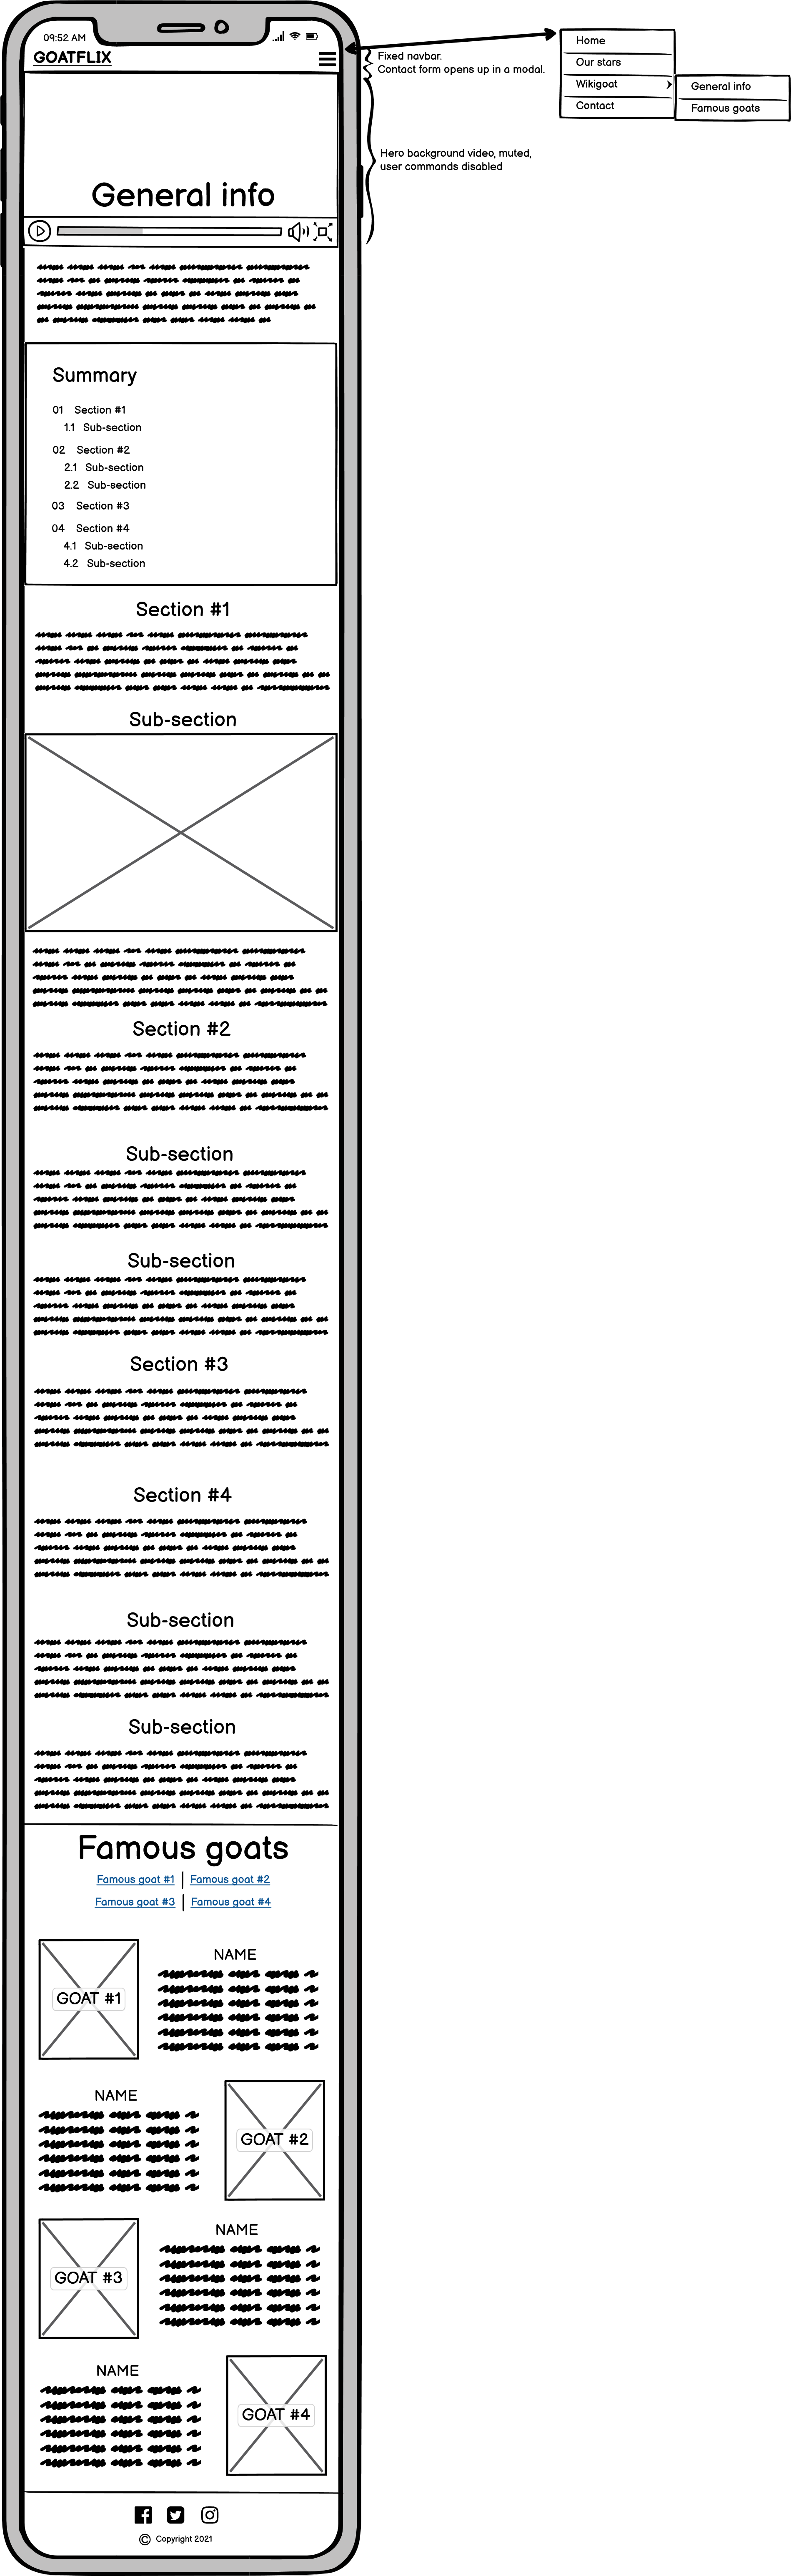 09:52 AM
GOATFLIX
Fixed navbar.
Contact form opens up in a modal.
Home
Our stars
Wikigoat
Contact
General info
Famous goats
Hero background video, muted,
user commands disabled
General info
Summary
01 Section #1
1.1 Sub-section
02 Section #2
2.1 Sub-section
2.2 Sub-section
03 Section #3
04 Section #4
4.1 Sub-section
4.2 Sub-section
Section #1
Sub-section
Section #2
Sub-section
Sub-section
Section #3
Section #4
Sub-section
Sub-section
Famous goats
Famous goat #1 | Famous goat #2
Famous goat #3 | Famous goat #4
GOAT #1
NAME
NAME
GOAT #2
GOAT #3
NAME
NAME
GOAT #4
© Copyright 2021